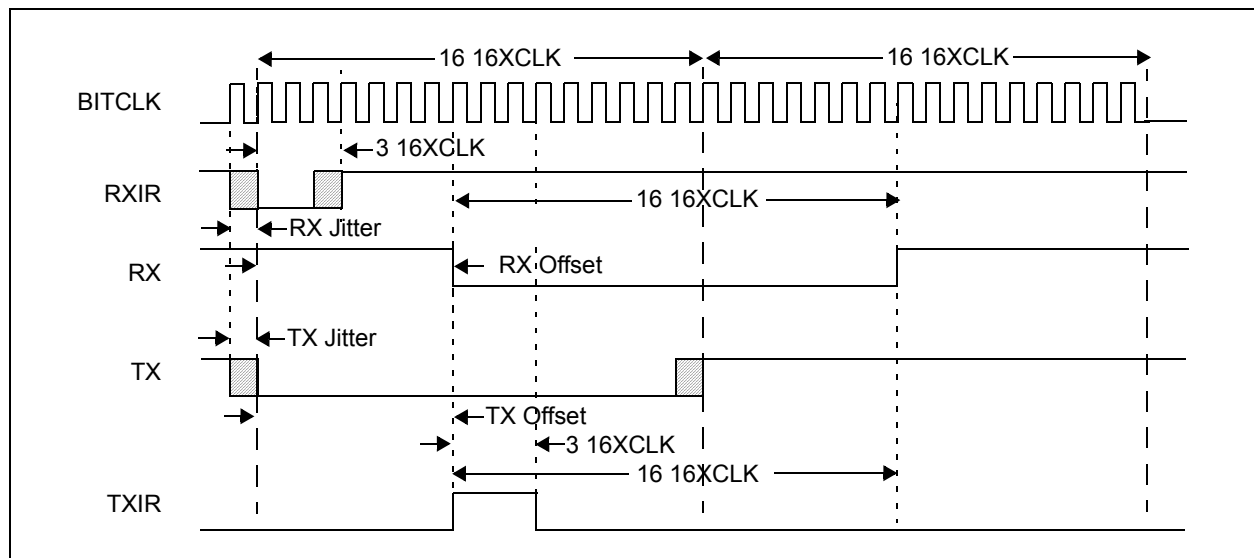 16 16XCLK
16 16XCLK
BITCLK
3 16XCLK
RXIR
16 16XCLK
RX Jitter
RX
RX Offset
TX Jitter
TX
TX Offset
3 16XCLK
16 16XCLK
TXIR